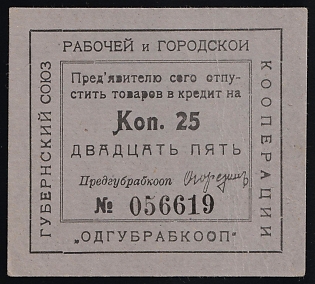 ГУБЕРНСКИЙ СОЮЗ
РАБОЧЕЙ и ГОРОДСКОЙ
КООПЕРАЦИИ
Пред'явителю сего отпу-
стить товаров в кредит на
Коп. 25
ДВАДЦАТЬ ПЯТЬ
Предгубрабкооп
№ 056619
„ОДГУБРАБКООП"